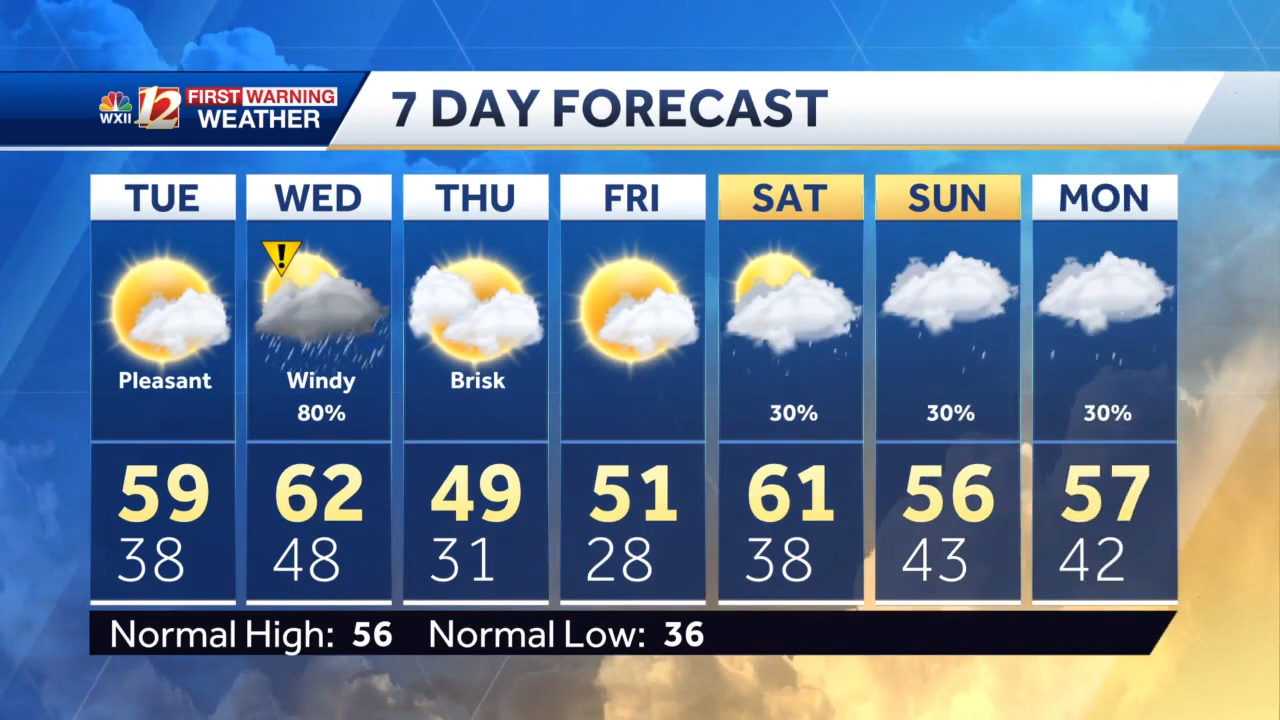 WXII 12 FIRST WARNING
WEATHER
7 DAY FORECAST
TUE WED THU FRI SAT SUN MON
!
Pleasant Windy Brisk
80% 30% 30% 30%
59 62 49 51 61 56 57
38 48 31 28 38 43 42
Normal High: 56 Normal Low: 36